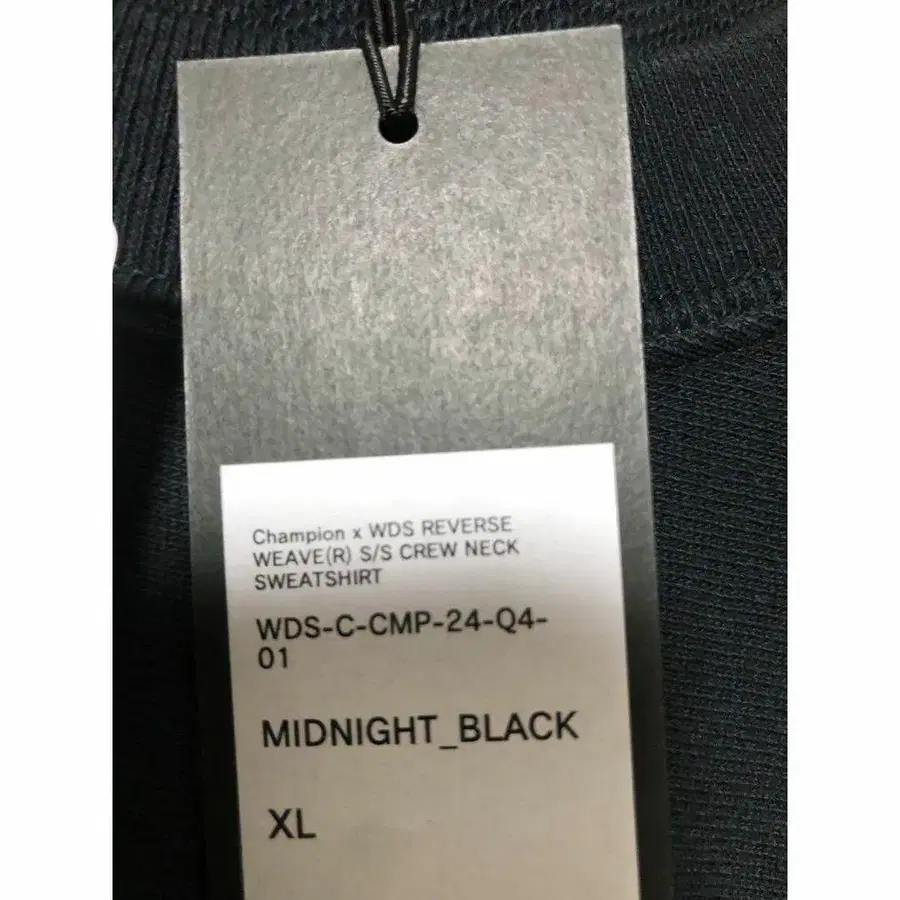 Champion x WDS REVERSE
WEAVE(R) S/S CREW NECK
SWEATSHIRT
WDS-C-CMP-24-Q4-
01
MIDNIGHT_BLACK
XL